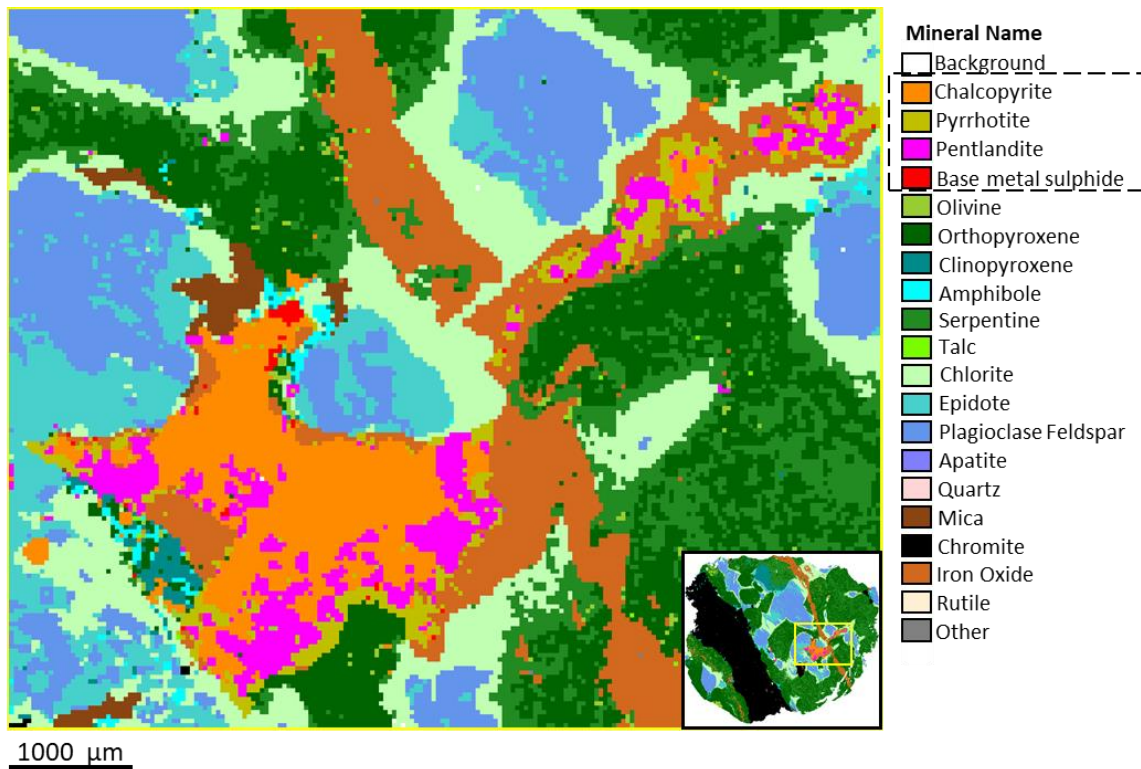 Mineral Name
Background
Chalcopyrite
Pyrrhotite
Pentlandite
Base metal sulphide
Olivine
Orthopyroxene
Clinopyroxene
Amphibole
Serpentine
Talc
Chlorite
Epidote
Plagioclase Feldspar
Apatite
Quartz
Mica
Chromite
Iron Oxide
Rutile
Other
1000 µm